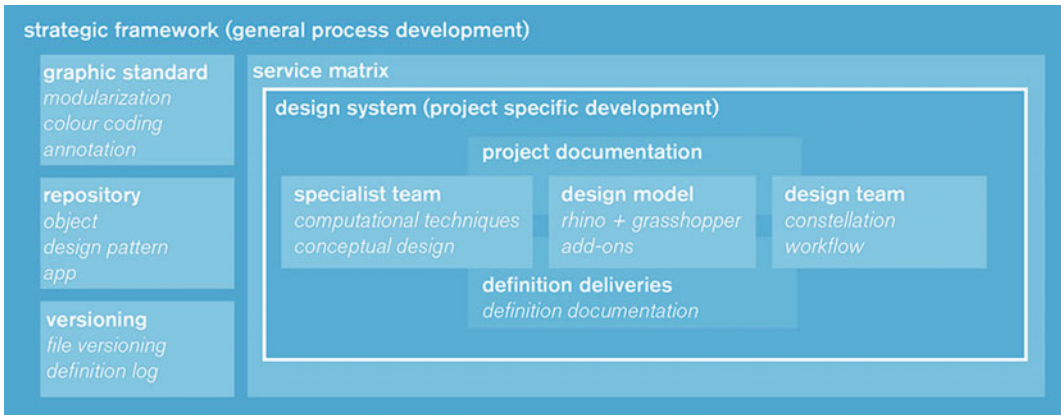 strategic framework (general process development)
graphic standard
modularization
colour coding
annotation
repository
object
design pattern
app
versioning
file versioning
definition log
service matrix
design system (project specific development)
project documentation
specialist team
computational techniques
conceptual design
design model
rhino + grasshopper
add-ons
design team
constellation
workflow
definition deliveries
definition documentation